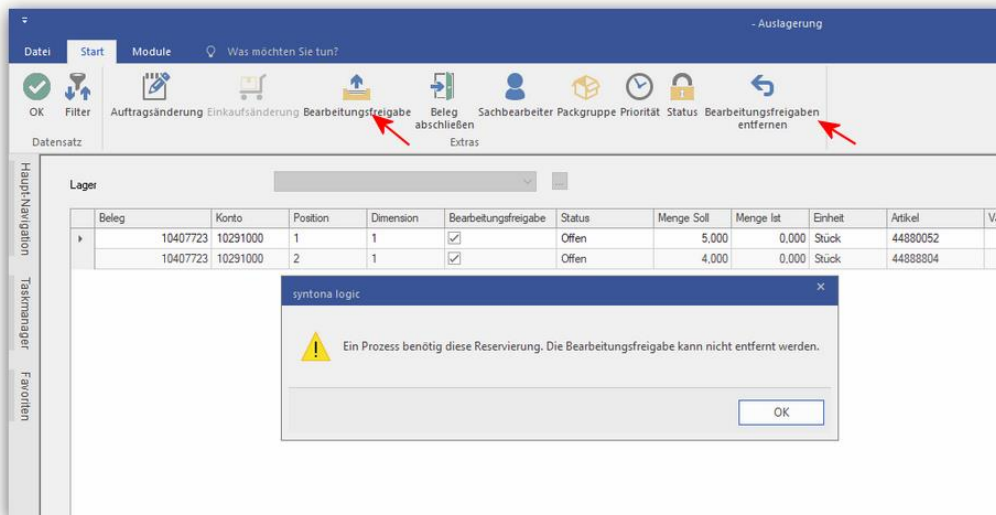 - Auslagerung
Datei Start Module Was möchten Sie tun?
OK Filter Auftragsänderung Einkaufsänderung Bearbeitungsfreigabe Beleg abschließen Sachbearbeiter Packgruppe Priorität Status Bearbeitungsfreigaben entfernen
Datensatz Extras
Haupt-Navigation
Taskmanager
Favoriten
Lager ...
Beleg Konto Position Dimension Bearbeitungsfreigabe Status Menge Soll Menge Ist Einheit Artikel
10407723 10291000 1 1 Offen 5,000 0,000 Stück 44880052
10407723 10291000 2 1 Offen 4,000 0,000 Stück 44888804
syntona logic
Ein Prozess benötig diese Reservierung. Die Bearbeitungsfreigabe kann nicht entfernt werden.
OK